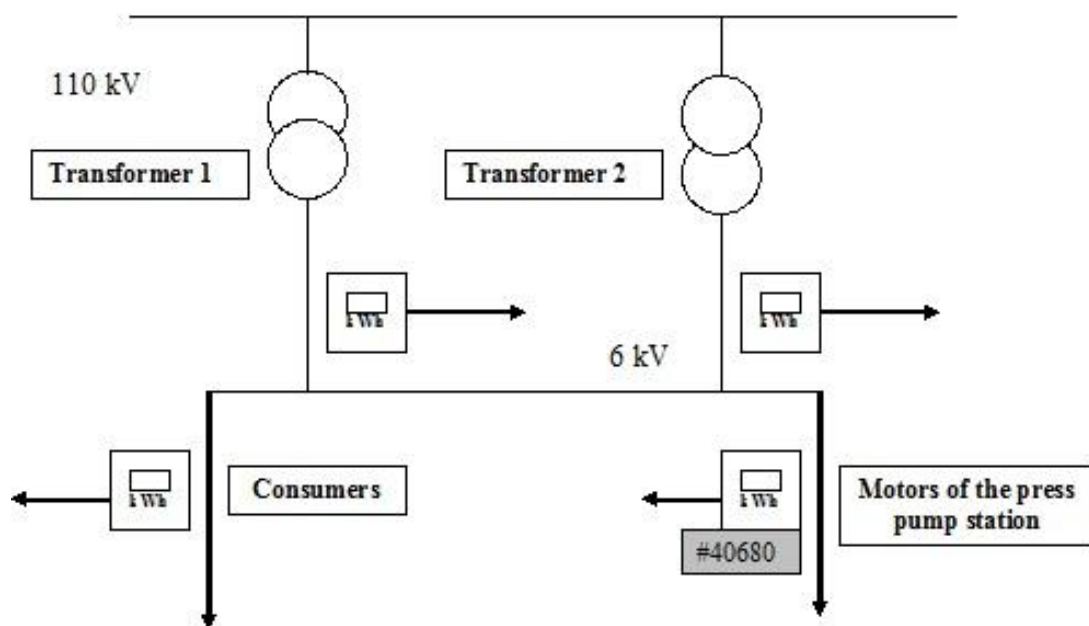 110 kV
Transformer 1
Transformer 2
kWh
kWh
6 kV
kWh
Consumers
kWh
Motors of the press
pump station
#40680